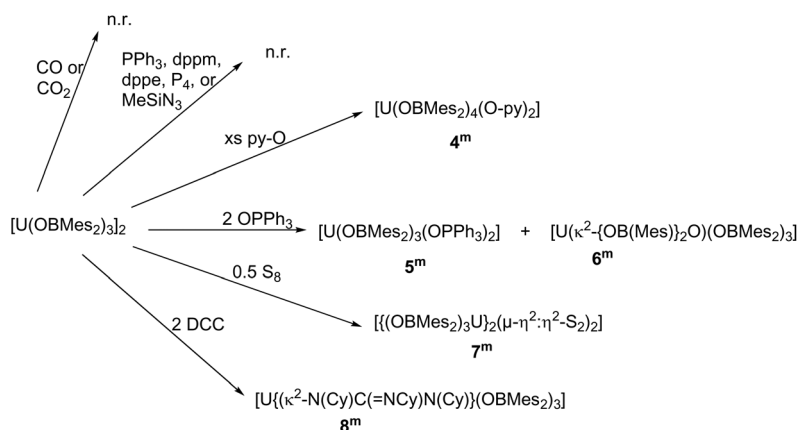 n.r.
CO or
CO₂
PPh₃, dppm,
dppe, P₄, or
MeSiN₃
n.r.
xs py-O
[U(OBMes₂)₄(O-py)₂]
4ᵐ
[U(OBMes₂)₃]₂
2 OPPh₃
[U(OBMes₂)₃(OPPh₃)₂] + [U(κ²-{OB(Mes)}₂O)(OBMes₂)₃]
5ᵐ 6ᵐ
0.5 S₈
[{(OBMes₂)₃U}₂(μ-η²:η²-S₂)₂]
7ᵐ
2 DCC
[U{(κ²-N(Cy)C(=NCy)N(Cy)}(OBMes₂)₃]
8ᵐ